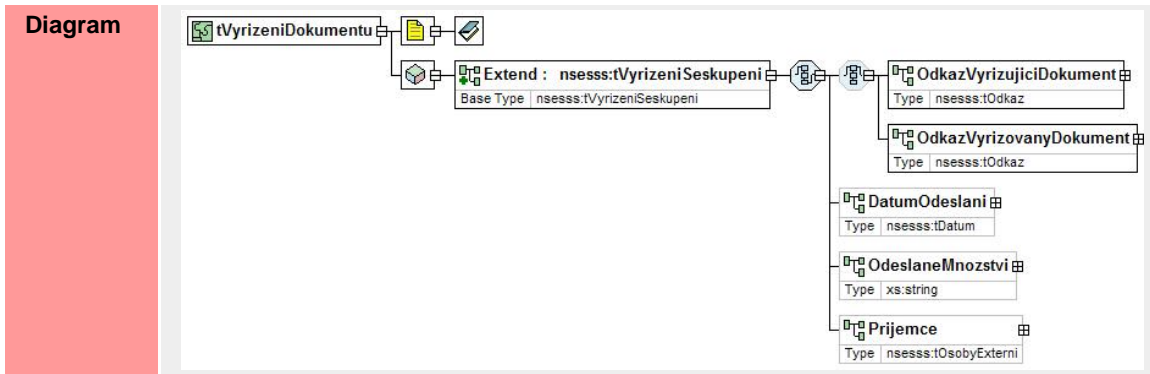 Diagram
tVyrizeniDokumentu
Extend : nsesss:tVyrizeniSeskupeni
Base Type nsesss:tVyrizeniSeskupeni
OdkazVyrizujiciDokument
Type nsesss:tOdkaz
OdkazVyrizovanyDokument
Type nsesss:tOdkaz
DatumOdeslani
Type nsesss:tDatum
OdeslaneMnozstvi
Type xs:string
Prijemce
Type nsesss:tOsobyExterni